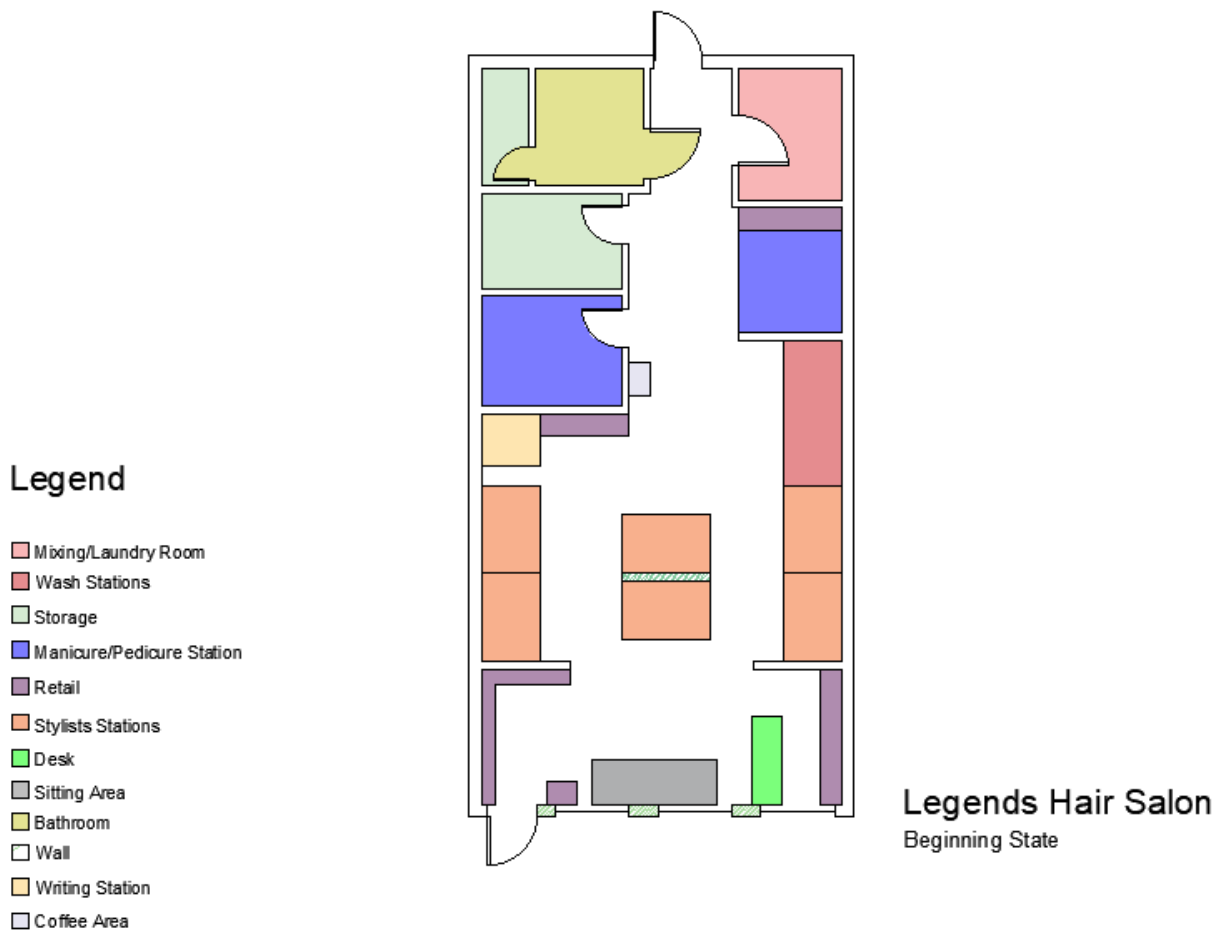 Legend
Mixing/Laundry Room
Wash Stations
Storage
Manicure/Pedicure Station
Retail
Stylists Stations
Desk
Sitting Area
Bathroom
Wall
Writing Station
Coffee Area
Legends Hair Salon
Beginning State